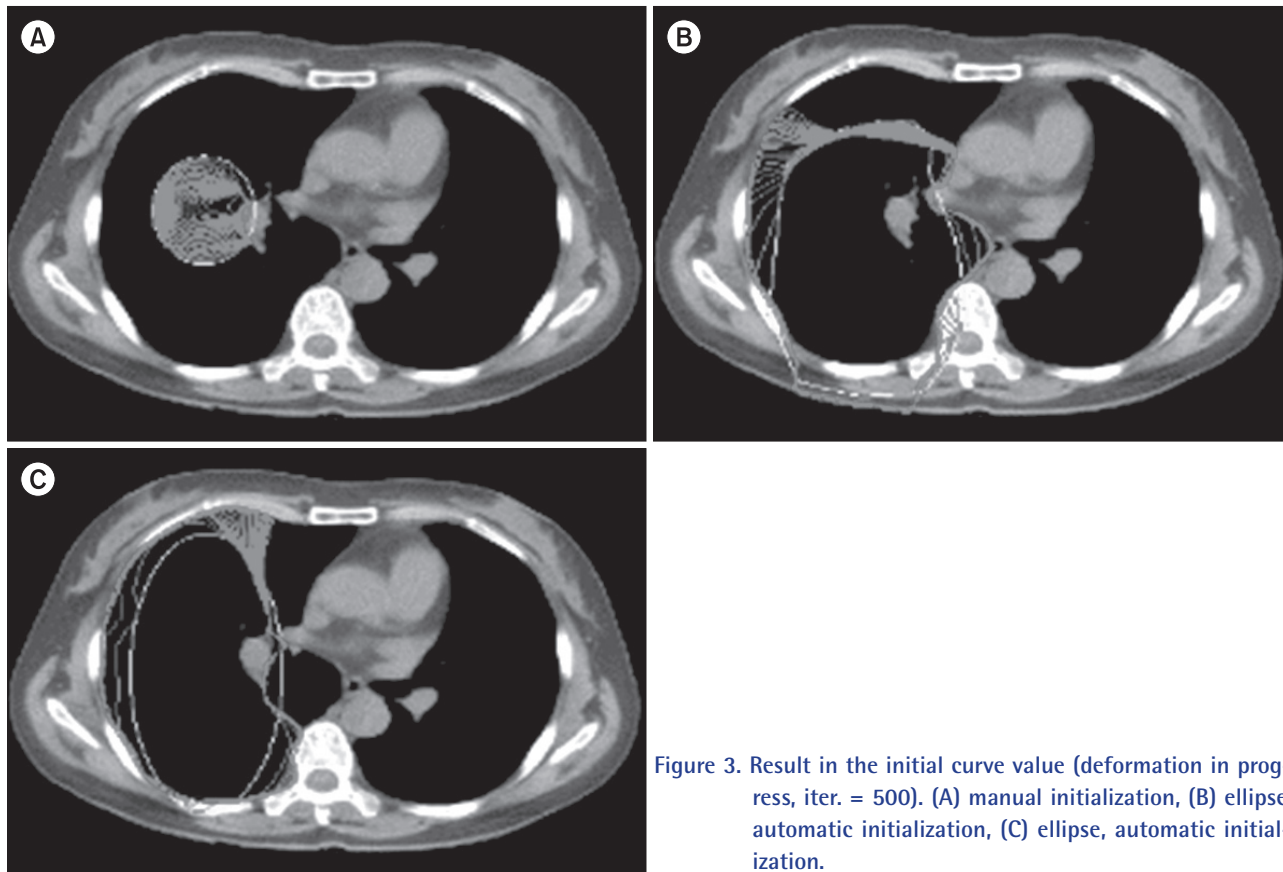 A
B
C
Figure 3. Result in the initial curve value (deformation in prog-
ress, iter. = 500). (A) manual initialization, (B) ellipse,
automatic initialization, (C) ellipse, automatic initial-
ization.